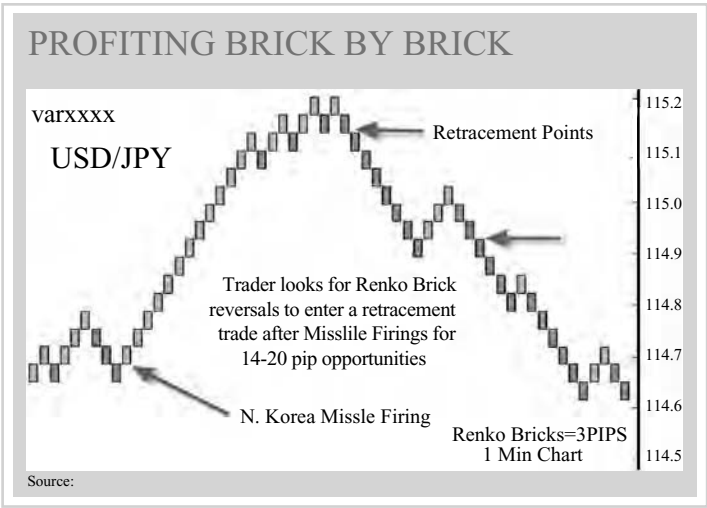 PROFITING BRICK BY BRICK
varxxxx
USD/JPY
Retracement Points
Trader looks for Renko Brick
reversals to enter a retracement
trade after Misslile Firings for
14-20 pip opportunities
N. Korea Missle Firing
Renko Bricks=3PIPS
1 Min Chart
115.2
115.1
115.0
114.9
114.8
114.7
114.6
114.5
Source: